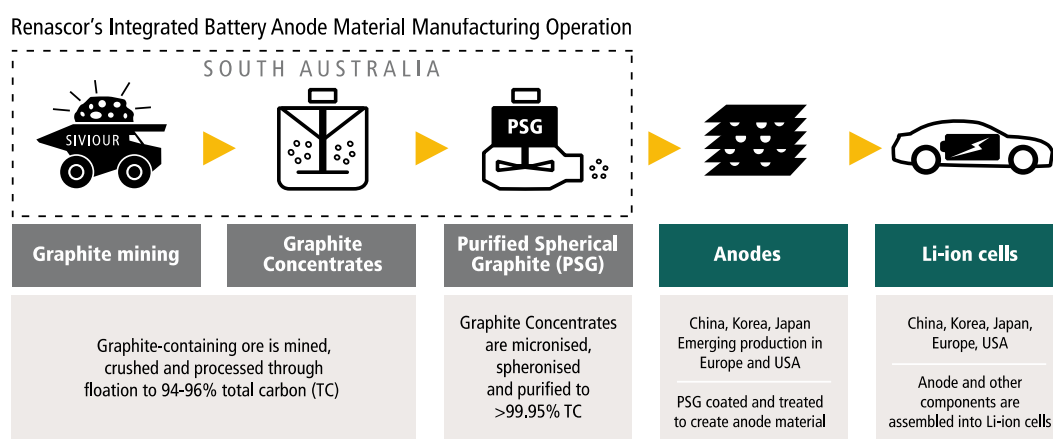 Renascor's Integrated Battery Anode Material Manufacturing Operation
SOUTH AUSTRALIA
SIVIOUR
PSG
Graphite mining
Graphite
Concentrates
Purified Spherical
Graphite (PSG)
Anodes
Li-ion cells
Graphite-containing ore is mined,
crushed and processed through
floation to 94-96% total carbon (TC)
Graphite Concentrates
are micronised,
spheronised
and purified to
>99.95% TC
China, Korea, Japan
Emerging production in
Europe and USA
PSG coated and treated
to create anode material
China, Korea, Japan,
Europe, USA
Anode and other
components are
assembled into Li-ion cells